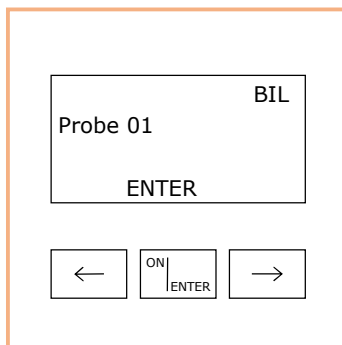 BIL
Probe 01
ENTER
ON
ENTER